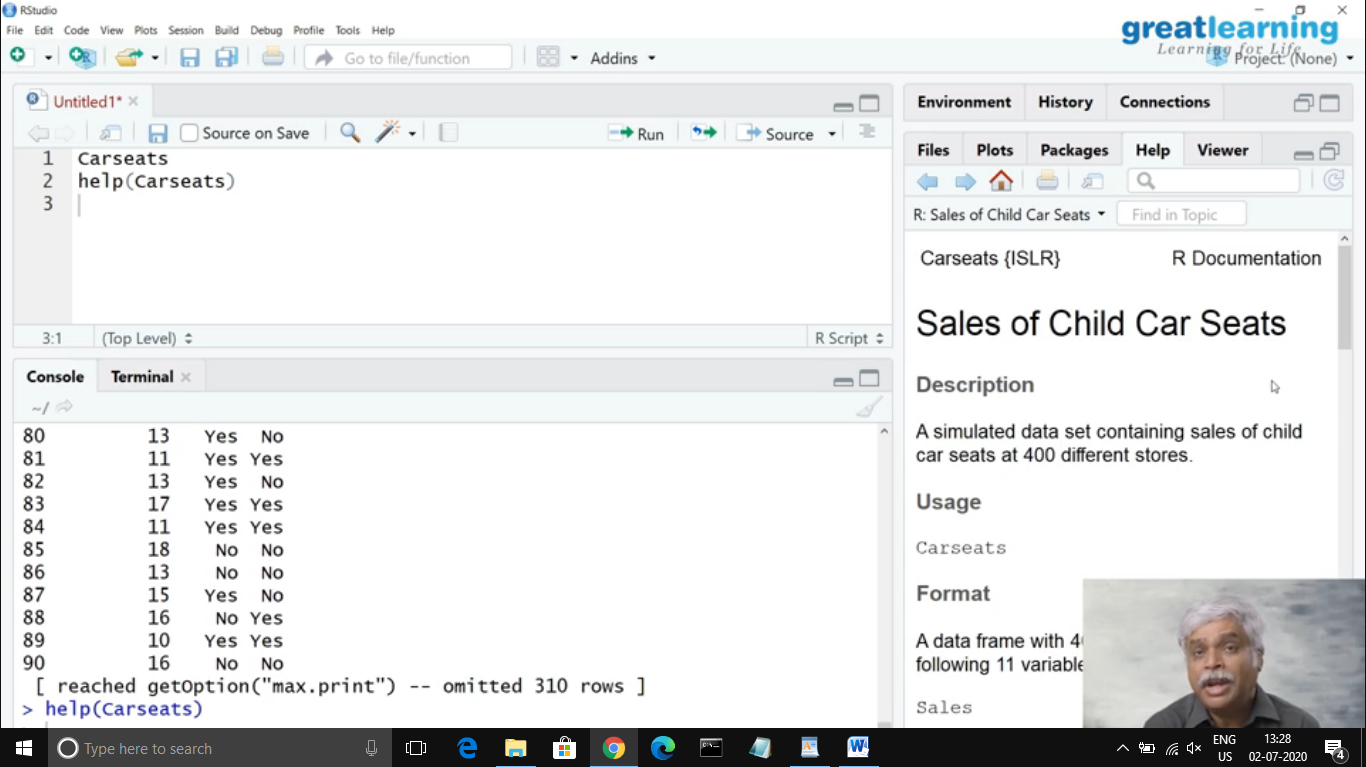 RStudio
File Edit Code View Plots Session Build Debug Profile Tools Help
greatlearning
Learning for Life
Go to file/function
Addins
Project: (None)
Untitled1*
Source on Save
Run
Source
1 Carseats
2 help(Carseats)
3
3:1 (Top Level) R Script
Console Terminal
~/
80 13 Yes No
81 11 Yes Yes
82 13 Yes No
83 17 Yes Yes
84 11 Yes Yes
85 18 No No
86 13 No No
87 15 Yes No
88 16 No Yes
89 10 Yes Yes
90 16 No No
[ reached getOption("max.print") -- omitted 310 rows ]
> help(Carseats)
Environment History Connections
Files Plots Packages Help Viewer
R: Sales of Child Car Seats Find in Topic
Carseats {ISLR} R Documentation
Sales of Child Car Seats
Description
A simulated data set containing sales of child
car seats at 400 different stores.
Usage
Carseats
Format
A data frame with
following 11
Sales
Type here to search
ENG
US
13:28
02-07-2020
4